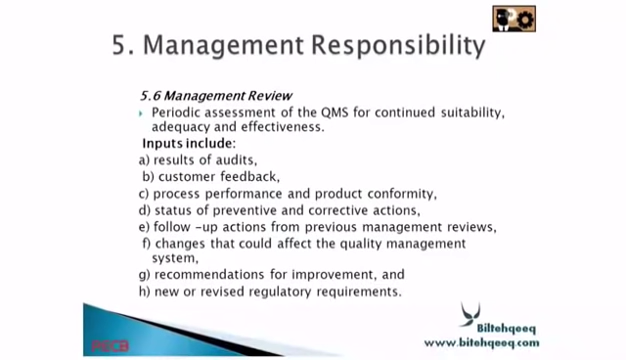 5. Management Responsibility
5.6 Management Review
Periodic assessment of the QMS for continued suitability,
adequacy and effectiveness.
Inputs include:
a) results of audits,
b) customer feedback,
c) process performance and product conformity,
d) status of preventive and corrective actions,
e) follow -up actions from previous management reviews,
f) changes that could affect the quality management
system,
g) recommendations for improvement, and
h) new or revised regulatory requirements.
PECB
Biltehqeeq
www.bitehqeeq.com